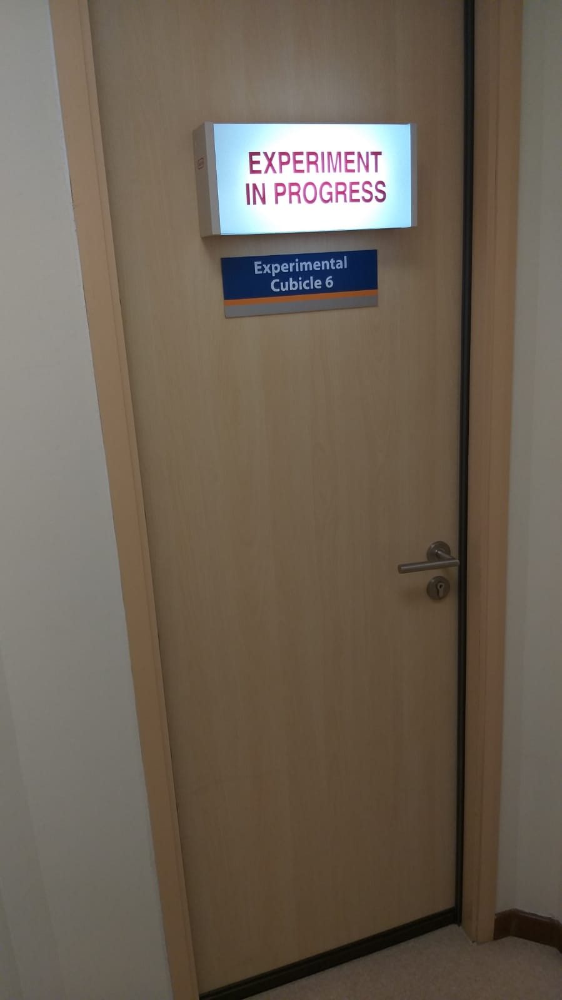 EXPERIMENT
IN PROGRESS
Experimental
Cubicle 6